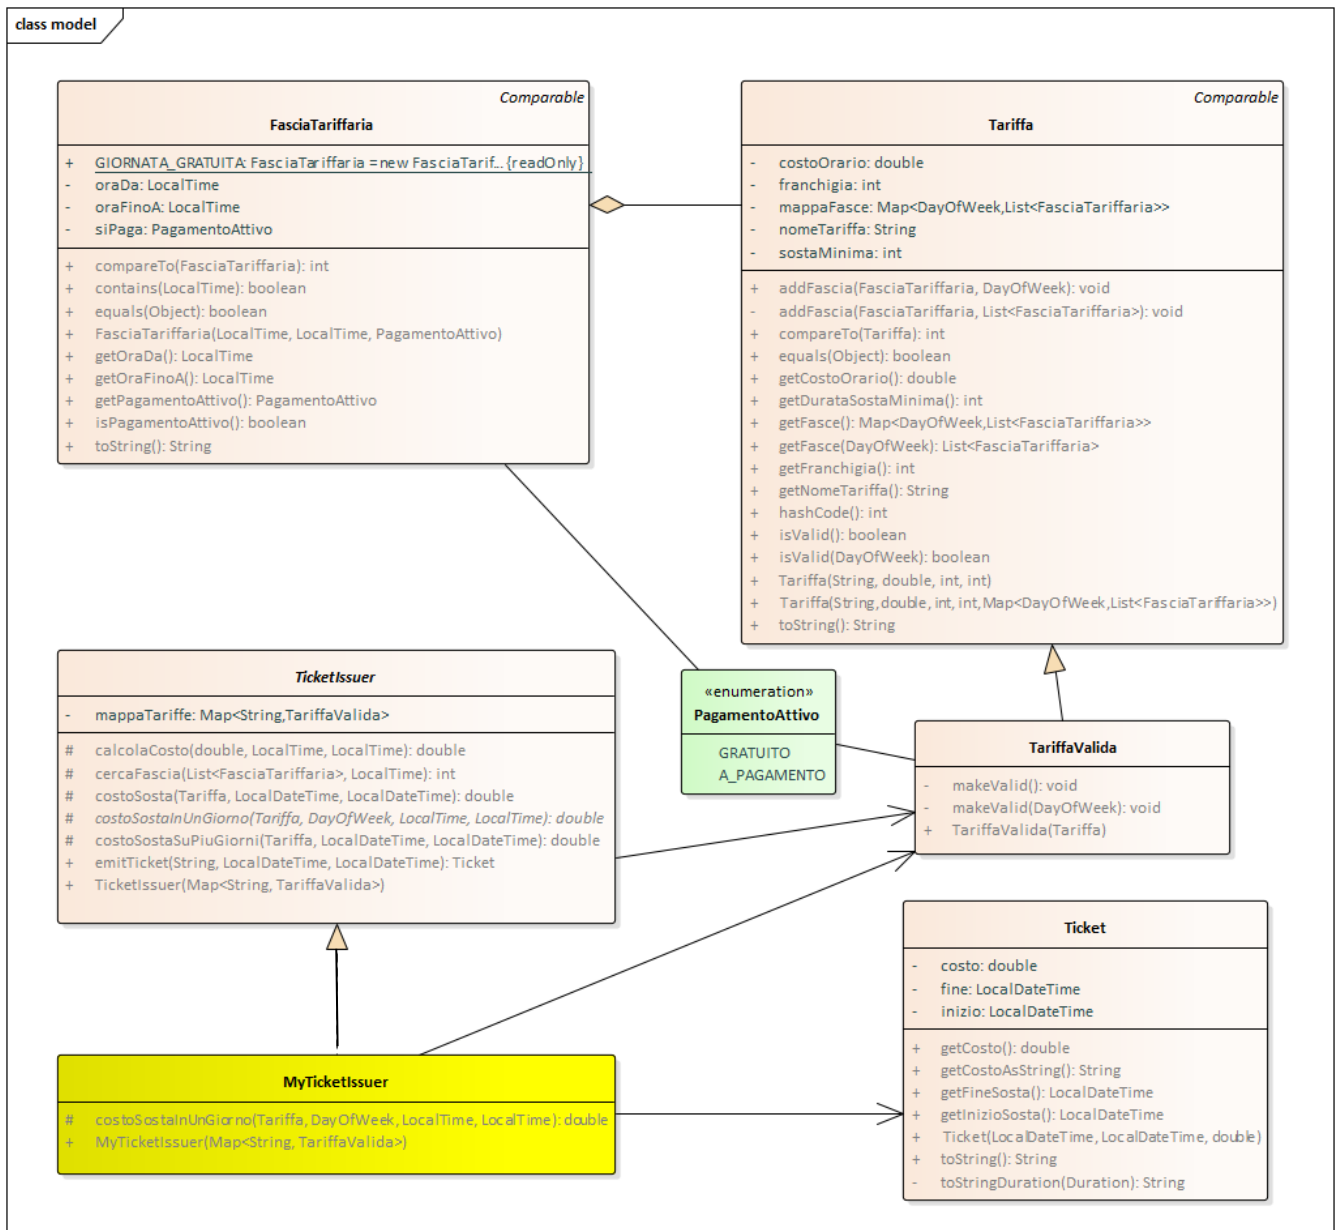 class model
Comparable
FasciaTariffaria
+ GIORNATA_GRATUITA: FasciaTariffaria = new FasciaTarif... {readOnly}
- oraDa: LocalTime
- oraFinoA: LocalTime
- siPaga: PagamentoAttivo
+ compareTo(FasciaTariffaria): int
+ contains(LocalTime): boolean
+ equals(Object): boolean
+ FasciaTariffaria(LocalTime, LocalTime, PagamentoAttivo)
+ getOraDa(): LocalTime
+ getOraFinoA(): LocalTime
+ getPagamentoAttivo(): PagamentoAttivo
+ isPagamentoAttivo(): boolean
+ toString(): String
Comparable
Tariffa
- costoOrario: double
- franchigia: int
- mappaFasce: Map<DayOfWeek,List<FasciaTariffaria>>
- nomeTariffa: String
- sostaMinima: int
+ addFascia(FasciaTariffaria, DayOfWeek): void
- addFascia(FasciaTariffaria, List<FasciaTariffaria>): void
+ compareTo(Tariffa): int
+ equals(Object): boolean
+ getCostoOrario(): double
+ getDurataSostaMinima(): int
+ getFasce(): Map<DayOfWeek,List<FasciaTariffaria>>
+ getFasce(DayOfWeek): List<FasciaTariffaria>
+ getFranchigia(): int
+ getNomeTariffa(): String
+ hashCode(): int
+ isValid(): boolean
+ isValid(DayOfWeek): boolean
+ Tariffa(String, double, int, int)
+ Tariffa(String, double, int, int, Map<DayOfWeek,List<FasciaTariffaria>>)
+ toString(): String
TicketIssuer
- mappaTariffe: Map<String,TariffaValida>
# calcolaCosto(double, LocalTime, LocalTime): double
# cercaFascia(List<FasciaTariffaria>, LocalTime): int
# costoSosta(Tariffa, LocalDateTime, LocalDateTime): double
# costoSostaInUnGiorno(Tariffa, DayOfWeek, LocalTime, LocalTime): double
# costoSostaSuPiuGiorni(Tariffa, LocalDateTime, LocalDateTime): double
+ emitTicket(String, LocalDateTime, LocalDateTime): Ticket
+ TicketIssuer(Map<String, TariffaValida>)
«enumeration»
PagamentoAttivo
GRATUITO
A_PAGAMENTO
TariffaValida
- makeValid(): void
- makeValid(DayOfWeek): void
+ TariffaValida(Tariffa)
Ticket
- costo: double
- fine: LocalDateTime
- inizio: LocalDateTime
+ getCosto(): double
+ getCostoAsString(): String
+ getFineSosta(): LocalDateTime
+ getInizioSosta(): LocalDateTime
+ Ticket(LocalDateTime, LocalDateTime, double)
+ toString(): String
- toStringDuration(Duration): String
MyTicketIssuer
# costoSostaInUnGiorno(Tariffa, DayOfWeek, LocalTime, LocalTime): double
+ MyTicketIssuer(Map<String, TariffaValida>)